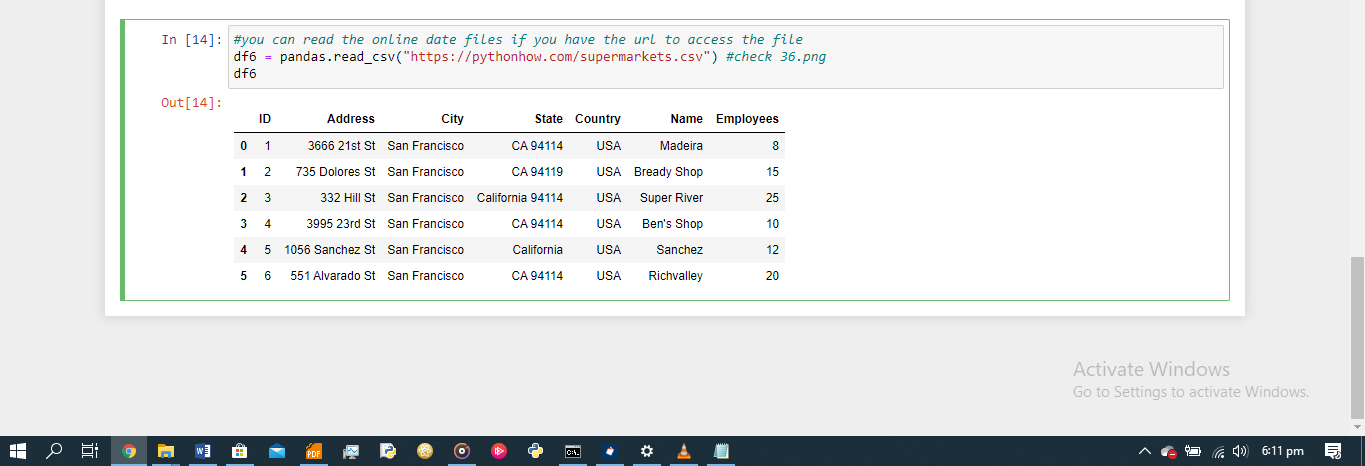 In [14]: #you can read the online date files if you have the url to access the file
df6 = pandas.read_csv("https://pythonhow.com/supermarkets.csv") #check 36.png
df6
Out[14]:
ID Address City State Country Name Employees
0 1 3666 21st St San Francisco CA 94114 USA Madeira 8
1 2 735 Dolores St San Francisco CA 94119 USA Bready Shop 15
2 3 332 Hill St San Francisco California 94114 USA Super River 25
3 4 3995 23rd St San Francisco CA 94114 USA Ben's Shop 10
4 5 1056 Sanchez St San Francisco California USA Sanchez 12
5 6 551 Alvarado St San Francisco CA 94114 USA Richvalley 20
Activate Windows
Go to Settings to activate Windows.
W PDF C:\. 6:11 pm